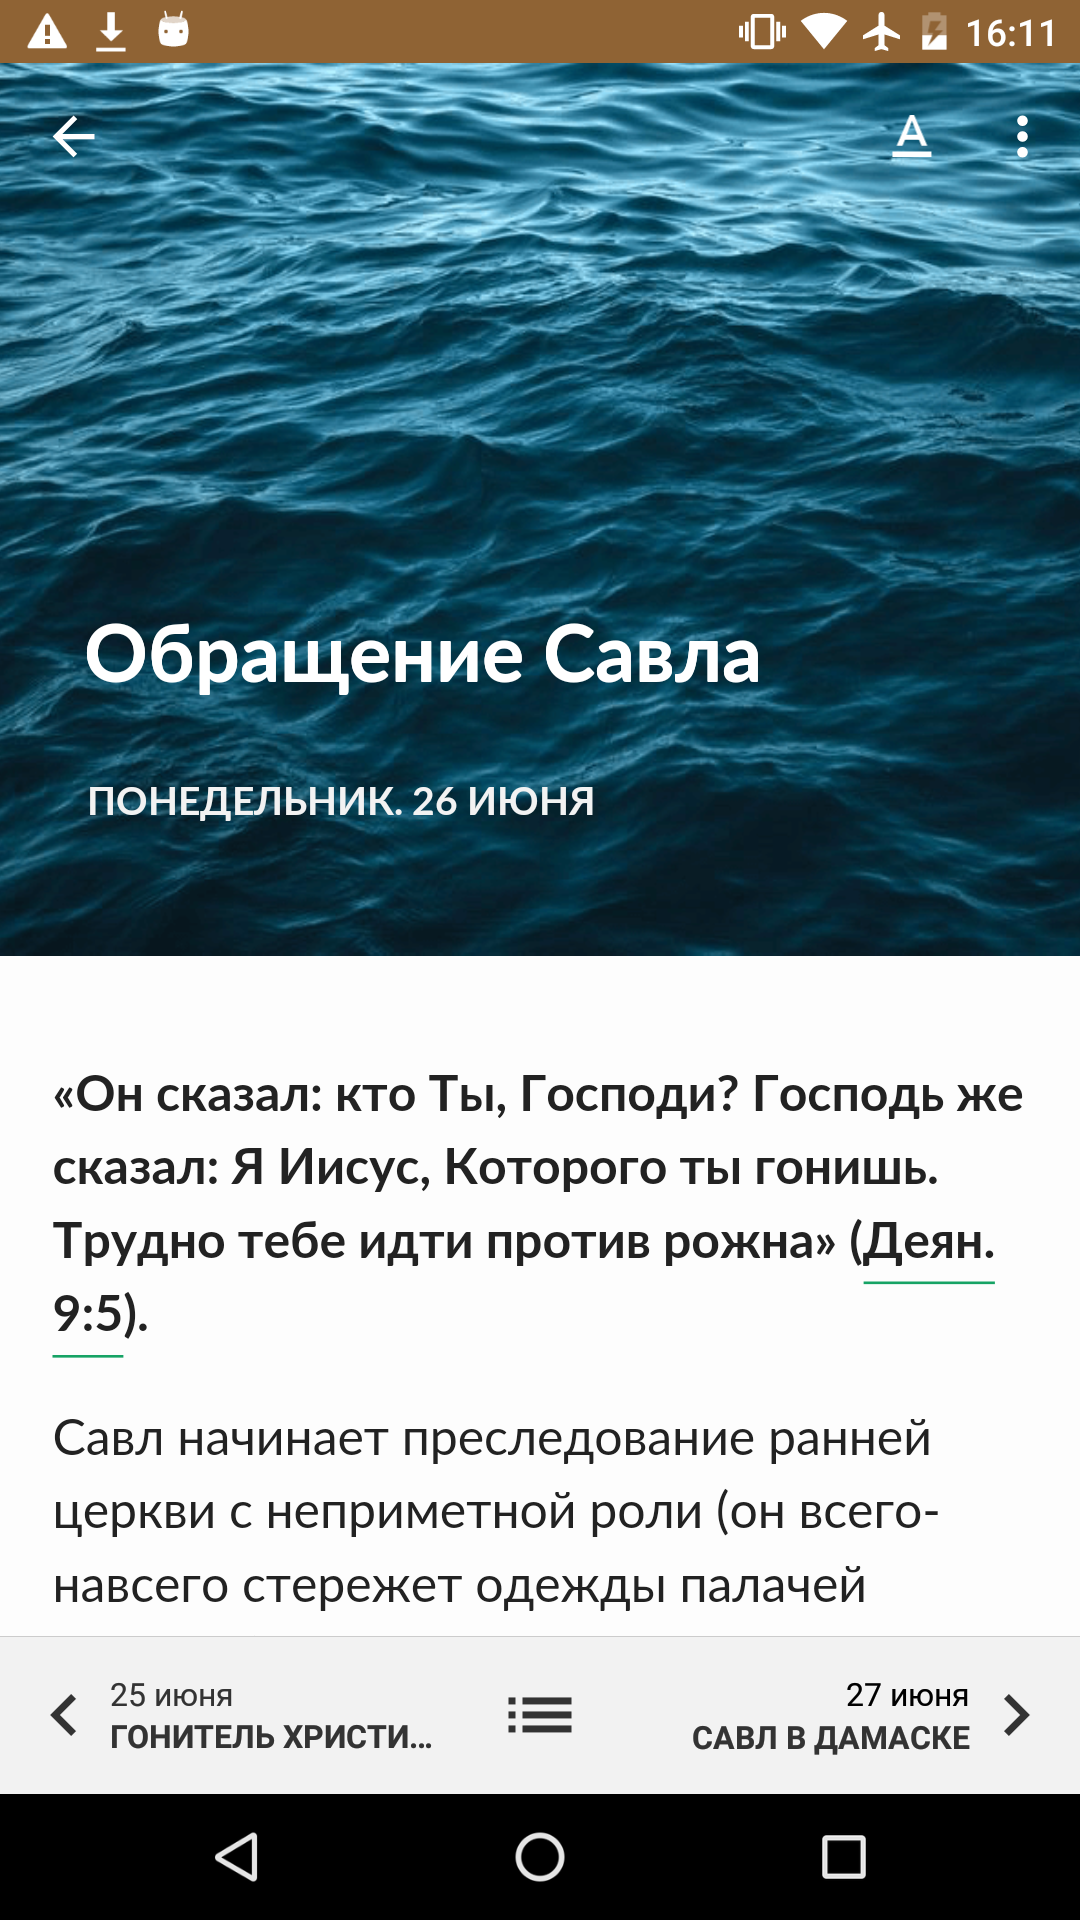 16:11
A
Обращение Савла
ПОНЕДЕЛЬНИК. 26 ИЮНЯ
«Он сказал: кто Ты, Господи? Господь же
сказал: Я Иисус, Которого ты гонишь.
Трудно тебе идти против рожна» (Деян.
9:5).
Савл начинает преследование ранней
церкви с неприметной роли (он всего-
навсего стережет одежды палачей
25 июня
ГОНИТЕЛЬ ХРИСТИ...
27 июня
САВЛ В ДАМАСКЕ